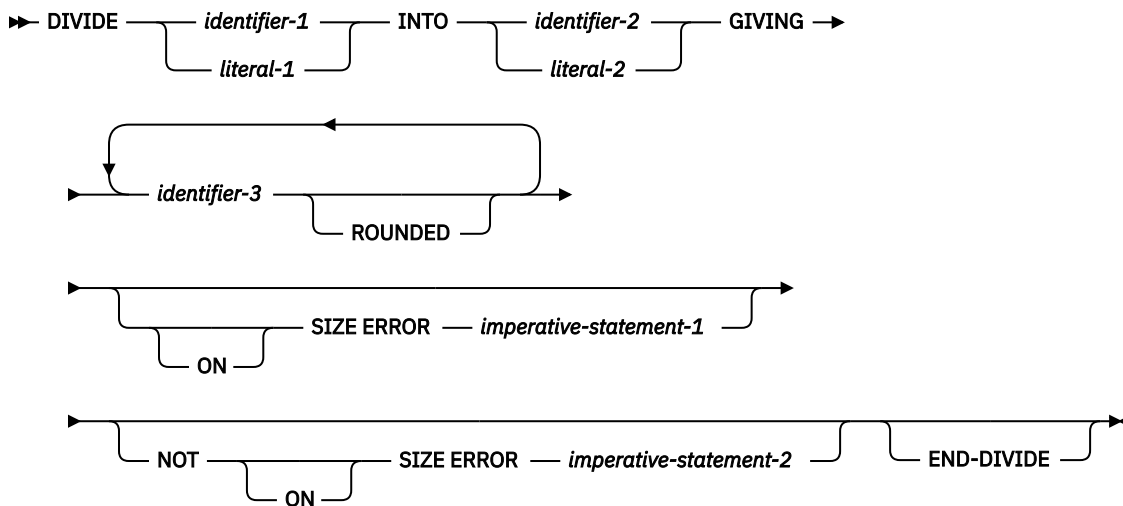 DIVIDE identifier-1 INTO identifier-2 GIVING
literal-1 literal-2
identifier-3
ROUNDED
SIZE ERROR imperative-statement-1
ON
NOT SIZE ERROR imperative-statement-2 END-DIVIDE
ON